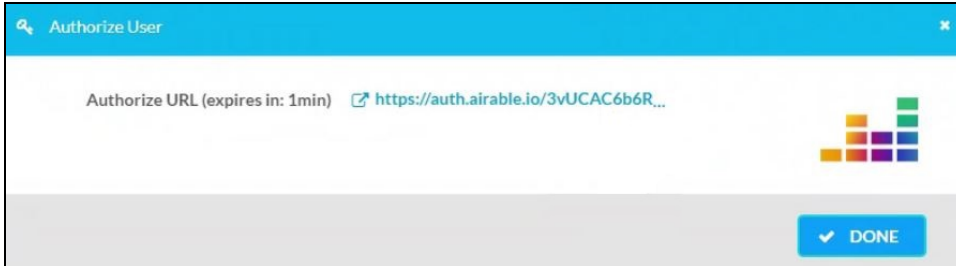 Authorize User
Authorize URL (expires in: 1min) https://auth.airable.io/3vUCAC6b6R...
DONE